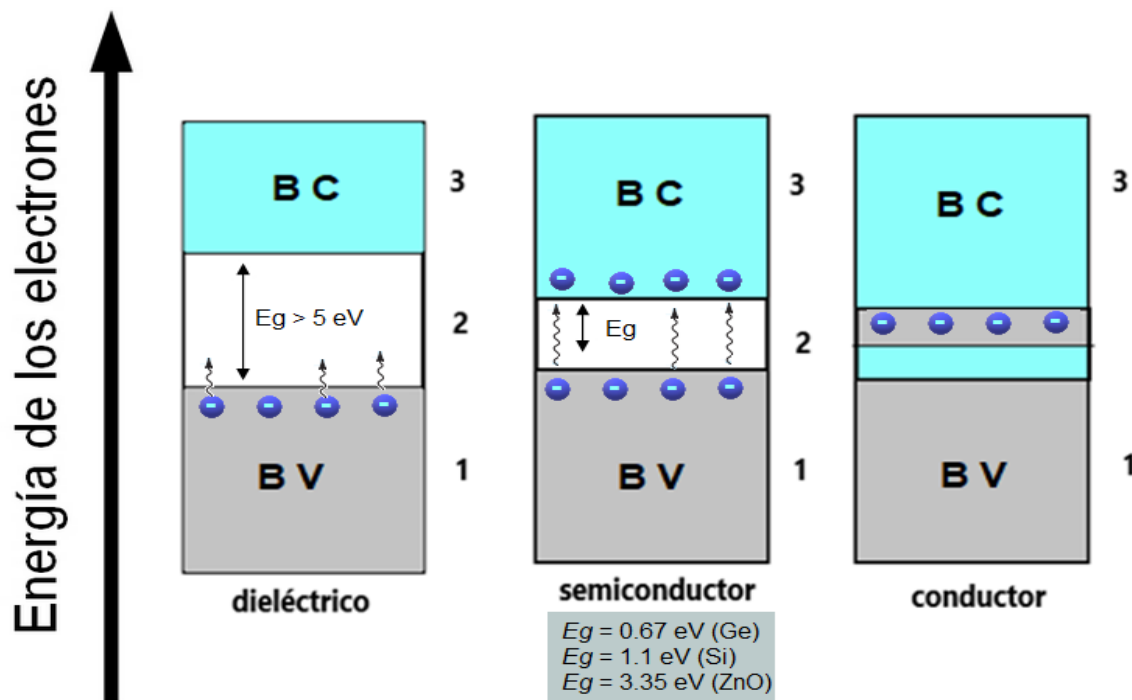 Energía de los electrones
B C
3
Eg > 5 eV
2
B V
1
dieléctrico
B C
3
Eg
2
B V
1
semiconductor
Eg = 0.67 eV (Ge)
Eg = 1.1 eV (Si)
Eg = 3.35 eV (ZnO)
B C
3
B V
1
conductor